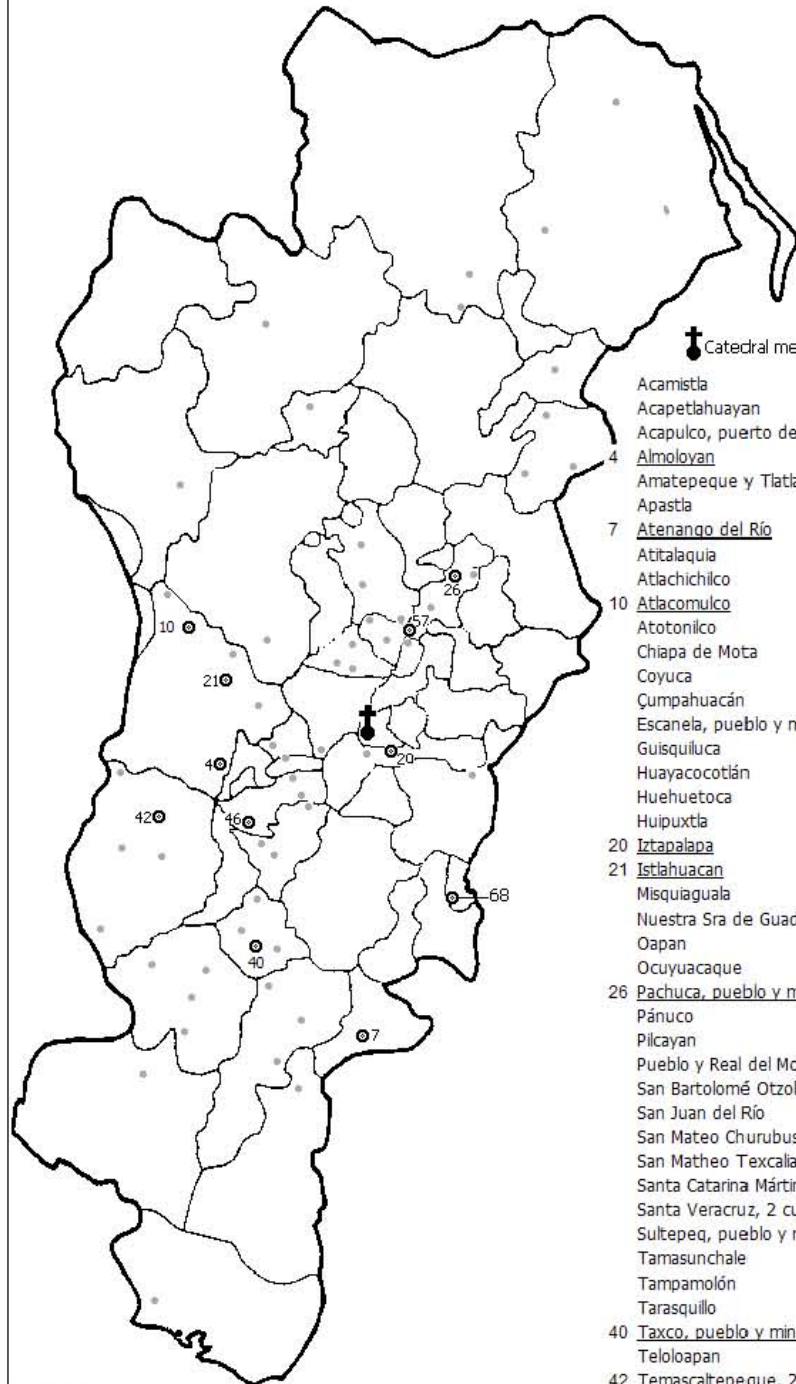 Catedral me
Acamistla
Acapetlahuayan
Acapulco, puerto de
4 Almoloyan
Amatepeque y Tlatla
Apastla
7 Atenango del Río
Atitalaquia
Atlachichilco
10 Atlacomulco
Atotonilco
Chiapa de Mota
Coyuca
Çumpahuacán
Escanela, pueblo y m
Guisquiluca
Huayacocotlán
Huehuetoca
Huipuxtla
20 Iztapalapa
21 Istlahuacan
Misquiaguala
Nuestra Sra de Guad
Oapan
Ocuyuacaque
26 Pachuca, pueblo y m
Pánuco
Pilcayan
Pueblo y Real del Mo
San Bartolomé Otzol
San Juan del Río
San Mateo Churubus
San Matheo Texcalia
Santa Catarina Mártir
Santa Veracruz, 2 cu
Sultepeq, pueblo y m
Tamasunchale
Tampamolón
Tarasquillo
40 Taxco, pueblo y min
Teloloapan
42 Temascaltepeque, 2
26
57
10
21
4
20
42
46
68
40
7